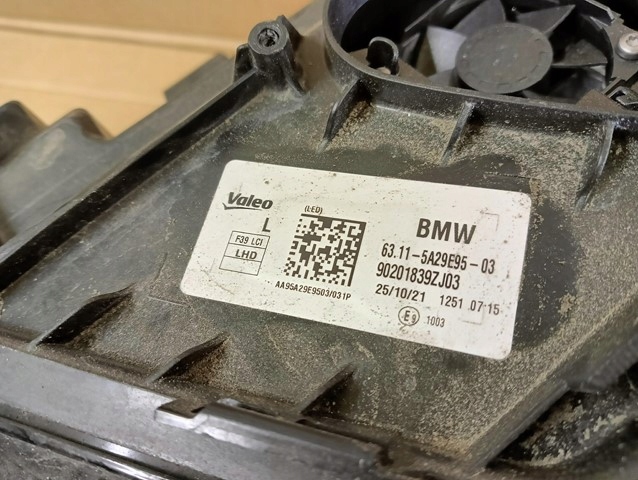 Valeo
(LED)
BMW
L
F39 LCI
LHD
63.11-5A29E95-03
90201839ZJ03
25/10/21 1251 07 15
AA95A29E9503/031P
E9 1003